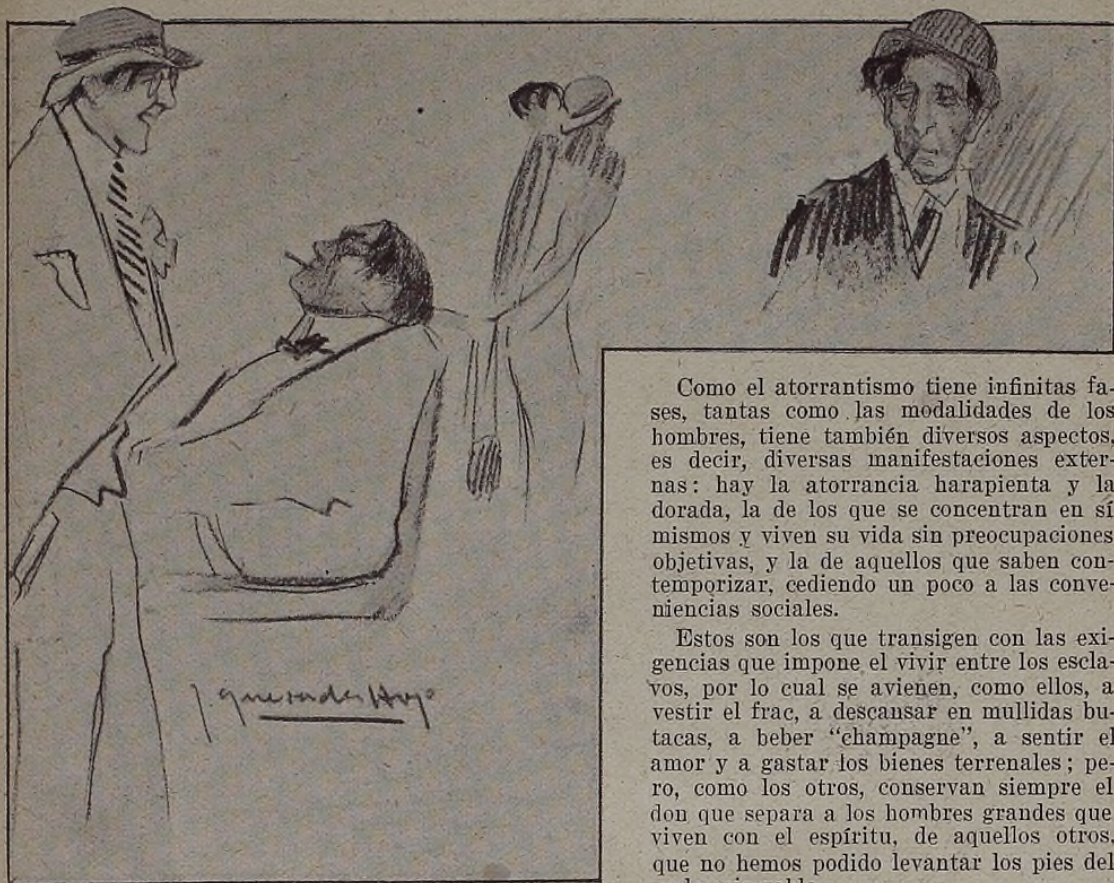 Como el atorrantismo tiene infinitas fa-
ses, tantas como las modalidades de los
hombres, tiene también diversos aspectos,
es decir, diversas manifestaciones exter-
nas: hay la atorrancia harapienta y la
dorada, la de los que se concentran en sí
mismos y viven su vida sin preocupaciones
objetivas, y la de aquellos que saben con-
temporizar, cediendo un poco a las conve-
niencias sociales.
Estos son los que transigen con las exi-
gencias que impone el vivir entre los escla-
vos, por lo cual se avienen, como ellos, a
vestir el frac, a descansar en mullidas bu-
tacas, a beber “champagne”, a sentir el
amor y a gastar los bienes terrenales; pe-
ro, como los otros, conservan siempre el
don que separa a los hombres grandes que
viven con el espíritu, de aquellos otros,
que no hemos podido levantar los pies del